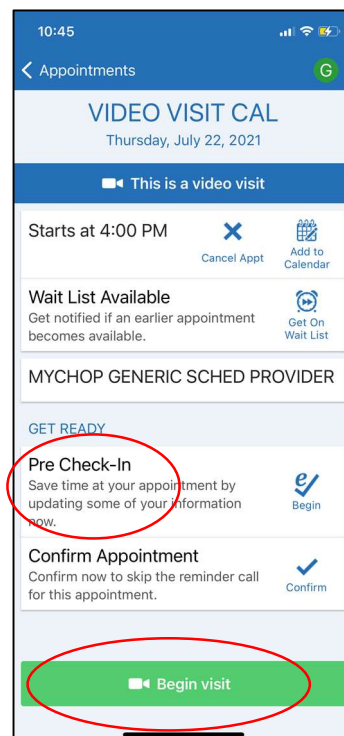 10:45
Appointments
G
VIDEO VISIT CAL
Thursday, July 22, 2021
This is a video visit
Starts at 4:00 PM
Cancel Appt
Add to
Calendar
Wait List Available
Get notified if an earlier appointment
becomes available.
Get On
Wait List
MYCHOP GENERIC SCHED PROVIDER
GET READY
Pre Check-In
Save time at your appointment by
updating some of your information
now.
Begin
Confirm Appointment
Confirm now to skip the reminder call
for this appointment.
Confirm
Begin visit